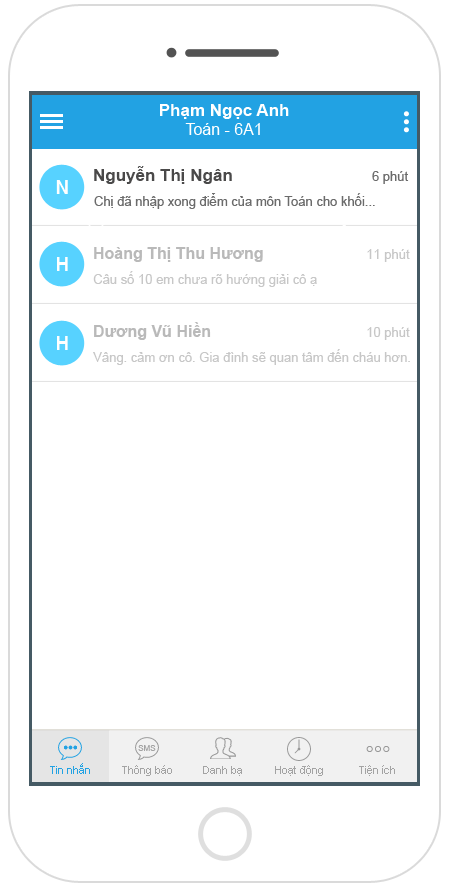 Phạm Ngọc Anh
Toán - 6A1
N
Nguyễn Thị Ngân
6 phút
Chị đã nhập xong điểm của môn Toán cho khối...
H
Hoàng Thị Thu Hương
11 phút
Câu số 10 em chưa rõ hướng giải cô ạ
H
Dương Vũ Hiền
10 phút
Vâng. cảm ơn cô. Gia đình sẽ quan tâm đến cháu hơn.
SMS
Tin nhắn
Thông báo
Danh bạ
Hoạt động
Tiện ích